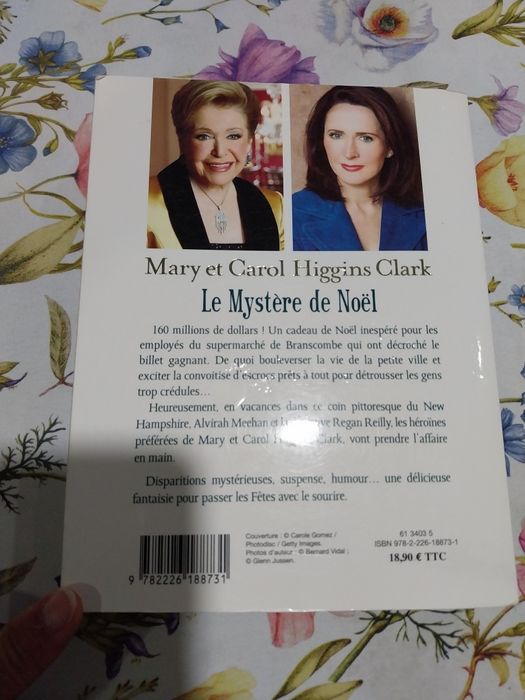 Mary et Carol Higgins Clark
Le Mystère de Noël
160 millions de dollars ! Un cadeau de Noël inespéré pour les
employés du supermarché de Branscombe qui ont décroché le
billet gagnant. De quoi bouleverser la vie de la petite ville et
exciter la convoitise d'escrocs prêts à tout pour détrousser les gens
trop crédules...
Heureusement, en vacances dans ce coin pittoresque du New
Hampshire, Alvirah Meehan et Regan Reilly, les héroïnes
préférées de Mary et Carol Higgins Clark, vont prendre l'affaire
en main.
Disparitions mystérieuses, suspense, humour... une délicieuse
fantaisie pour passer les Fêtes avec le sourire.
Couverture : © Carole Gomez /
Photodisc / Getty Images.
Photos d'auteur : © Bernard Vidal ;
© Glenn Jussen.
61 3403 5
ISBN 978-2-226-18873-1
18,90 € TTC
9 782226 188731